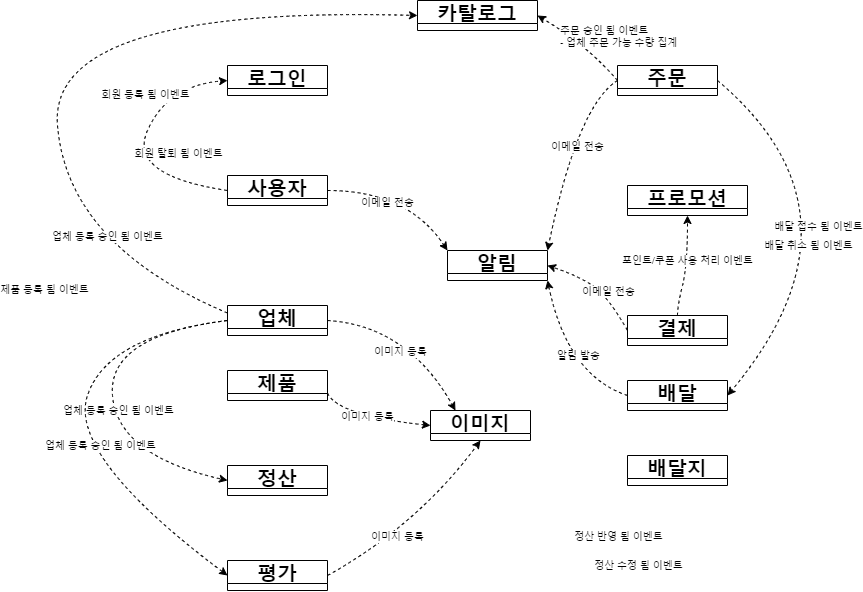 카탈로그
주문 승인 됨 이벤트
- 업체 주문 가능 수량 집계
로그인
주문
회원 등록 됨 이벤트
이메일 전송
회원 탈퇴 됨 이벤트
사용자
프로모션
이메일 전송
배달 접수 됨 이벤트
업체 등록 승인 됨 이벤트
배달 취소 됨 이벤트
알림
포인트/쿠폰 사용 처리 이벤트
제품 등록 됨 이벤트
이메일 전송
업체
결제
이미지 등록
알림 발송
제품
배달
업체 등록 승인 됨 이벤트
이미지 등록
이미지
업체 등록 승인 됨 이벤트
배달지
정산
이미지 등록
정산 반영 됨 이벤트
정산 수정 됨 이벤트
평가